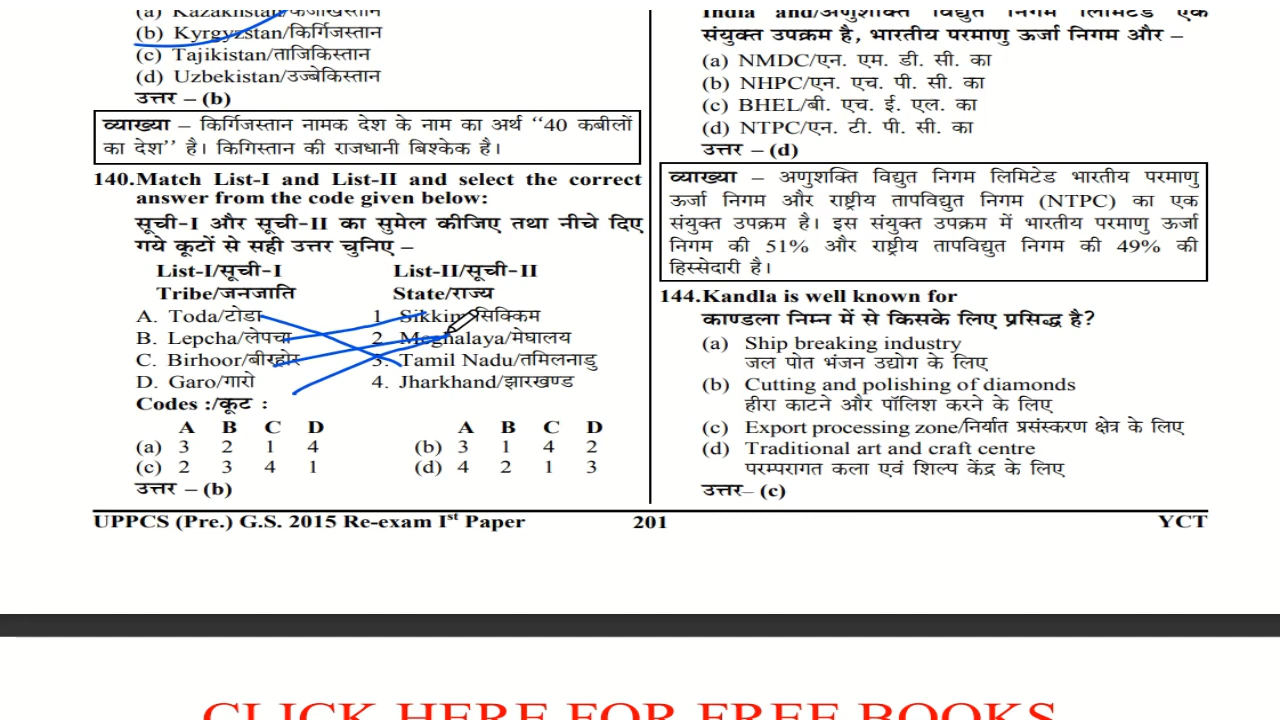 (a) Kazakhstan/कजाखस्तान
(b) Kyrgyzstan/किर्गिजस्तान
(c) Tajikistan/ताजिकिस्तान
(d) Uzbekistan/उज्बेकिस्तान
उत्तर – (b)
व्याख्या – किर्गिजस्तान नामक देश के नाम का अर्थ ‘‘40 कबीलों
का देश’’ है। किगिस्तान की राजधानी बिश्केक है।
140. Match List-I and List-II and select the correct
answer from the code given below:
सूची-I और सूची-II का सुमेल कीजिए तथा नीचे दिए
गये कूटों से सही उत्तर चुनिए –
List-I/सूची-I List-II/सूची-II
Tribe/जनजाति State/राज्य
A. Toda/टोडा 1. Sikkim/सिक्किम
B. Lepcha/लेपचा 2. Meghalaya/मेघालय
C. Birhoor/बीरहोर 3. Tamil Nadu/तमिलनाडु
D. Garo/गारो 4. Jharkhand/झारखण्ड
Codes :/कूट :
A B C D A B C D
(a) 3 2 1 4 (b) 3 1 4 2
(c) 2 3 4 1 (d) 4 2 1 3
उत्तर – (b)
India and/अणुशक्ति विद्युत निगम लिमिटेड एक
संयुक्त उपक्रम है, भारतीय परमाणु ऊर्जा निगम और –
(a) NMDC/एन. एम. डी. सी. का
(b) NHPC/एन. एच. पी. सी. का
(c) BHEL/बी. एच. ई. एल. का
(d) NTPC/एन. टी. पी. सी. का
उत्तर – (d)
व्याख्या – अणुशक्ति विद्युत निगम लिमिटेड भारतीय परमाणु
ऊर्जा निगम और राष्ट्रीय तापविद्युत निगम (NTPC) का एक
संयुक्त उपक्रम है। इस संयुक्त उपक्रम में भारतीय परमाणु ऊर्जा
निगम की 51% और राष्ट्रीय तापविद्युत निगम की 49% की
हिस्सेदारी है।
144. Kandla is well known for
काण्डला निम्न में से किसके लिए प्रसिद्ध है?
(a) Ship breaking industry
जल पोत भंजन उद्योग के लिए
(b) Cutting and polishing of diamonds
हीरा काटने और पॉलिश करने के लिए
(c) Export processing zone/निर्यात प्रसंस्करण क्षेत्र के लिए
(d) Traditional art and craft centre
परम्परागत कला एवं शिल्प केंद्र के लिए
उत्तर– (c)
UPPCS (Pre.) G.S. 2015 Re-exam Ist Paper 201 YCT
CLICK HERE FOR FREE BOOKS